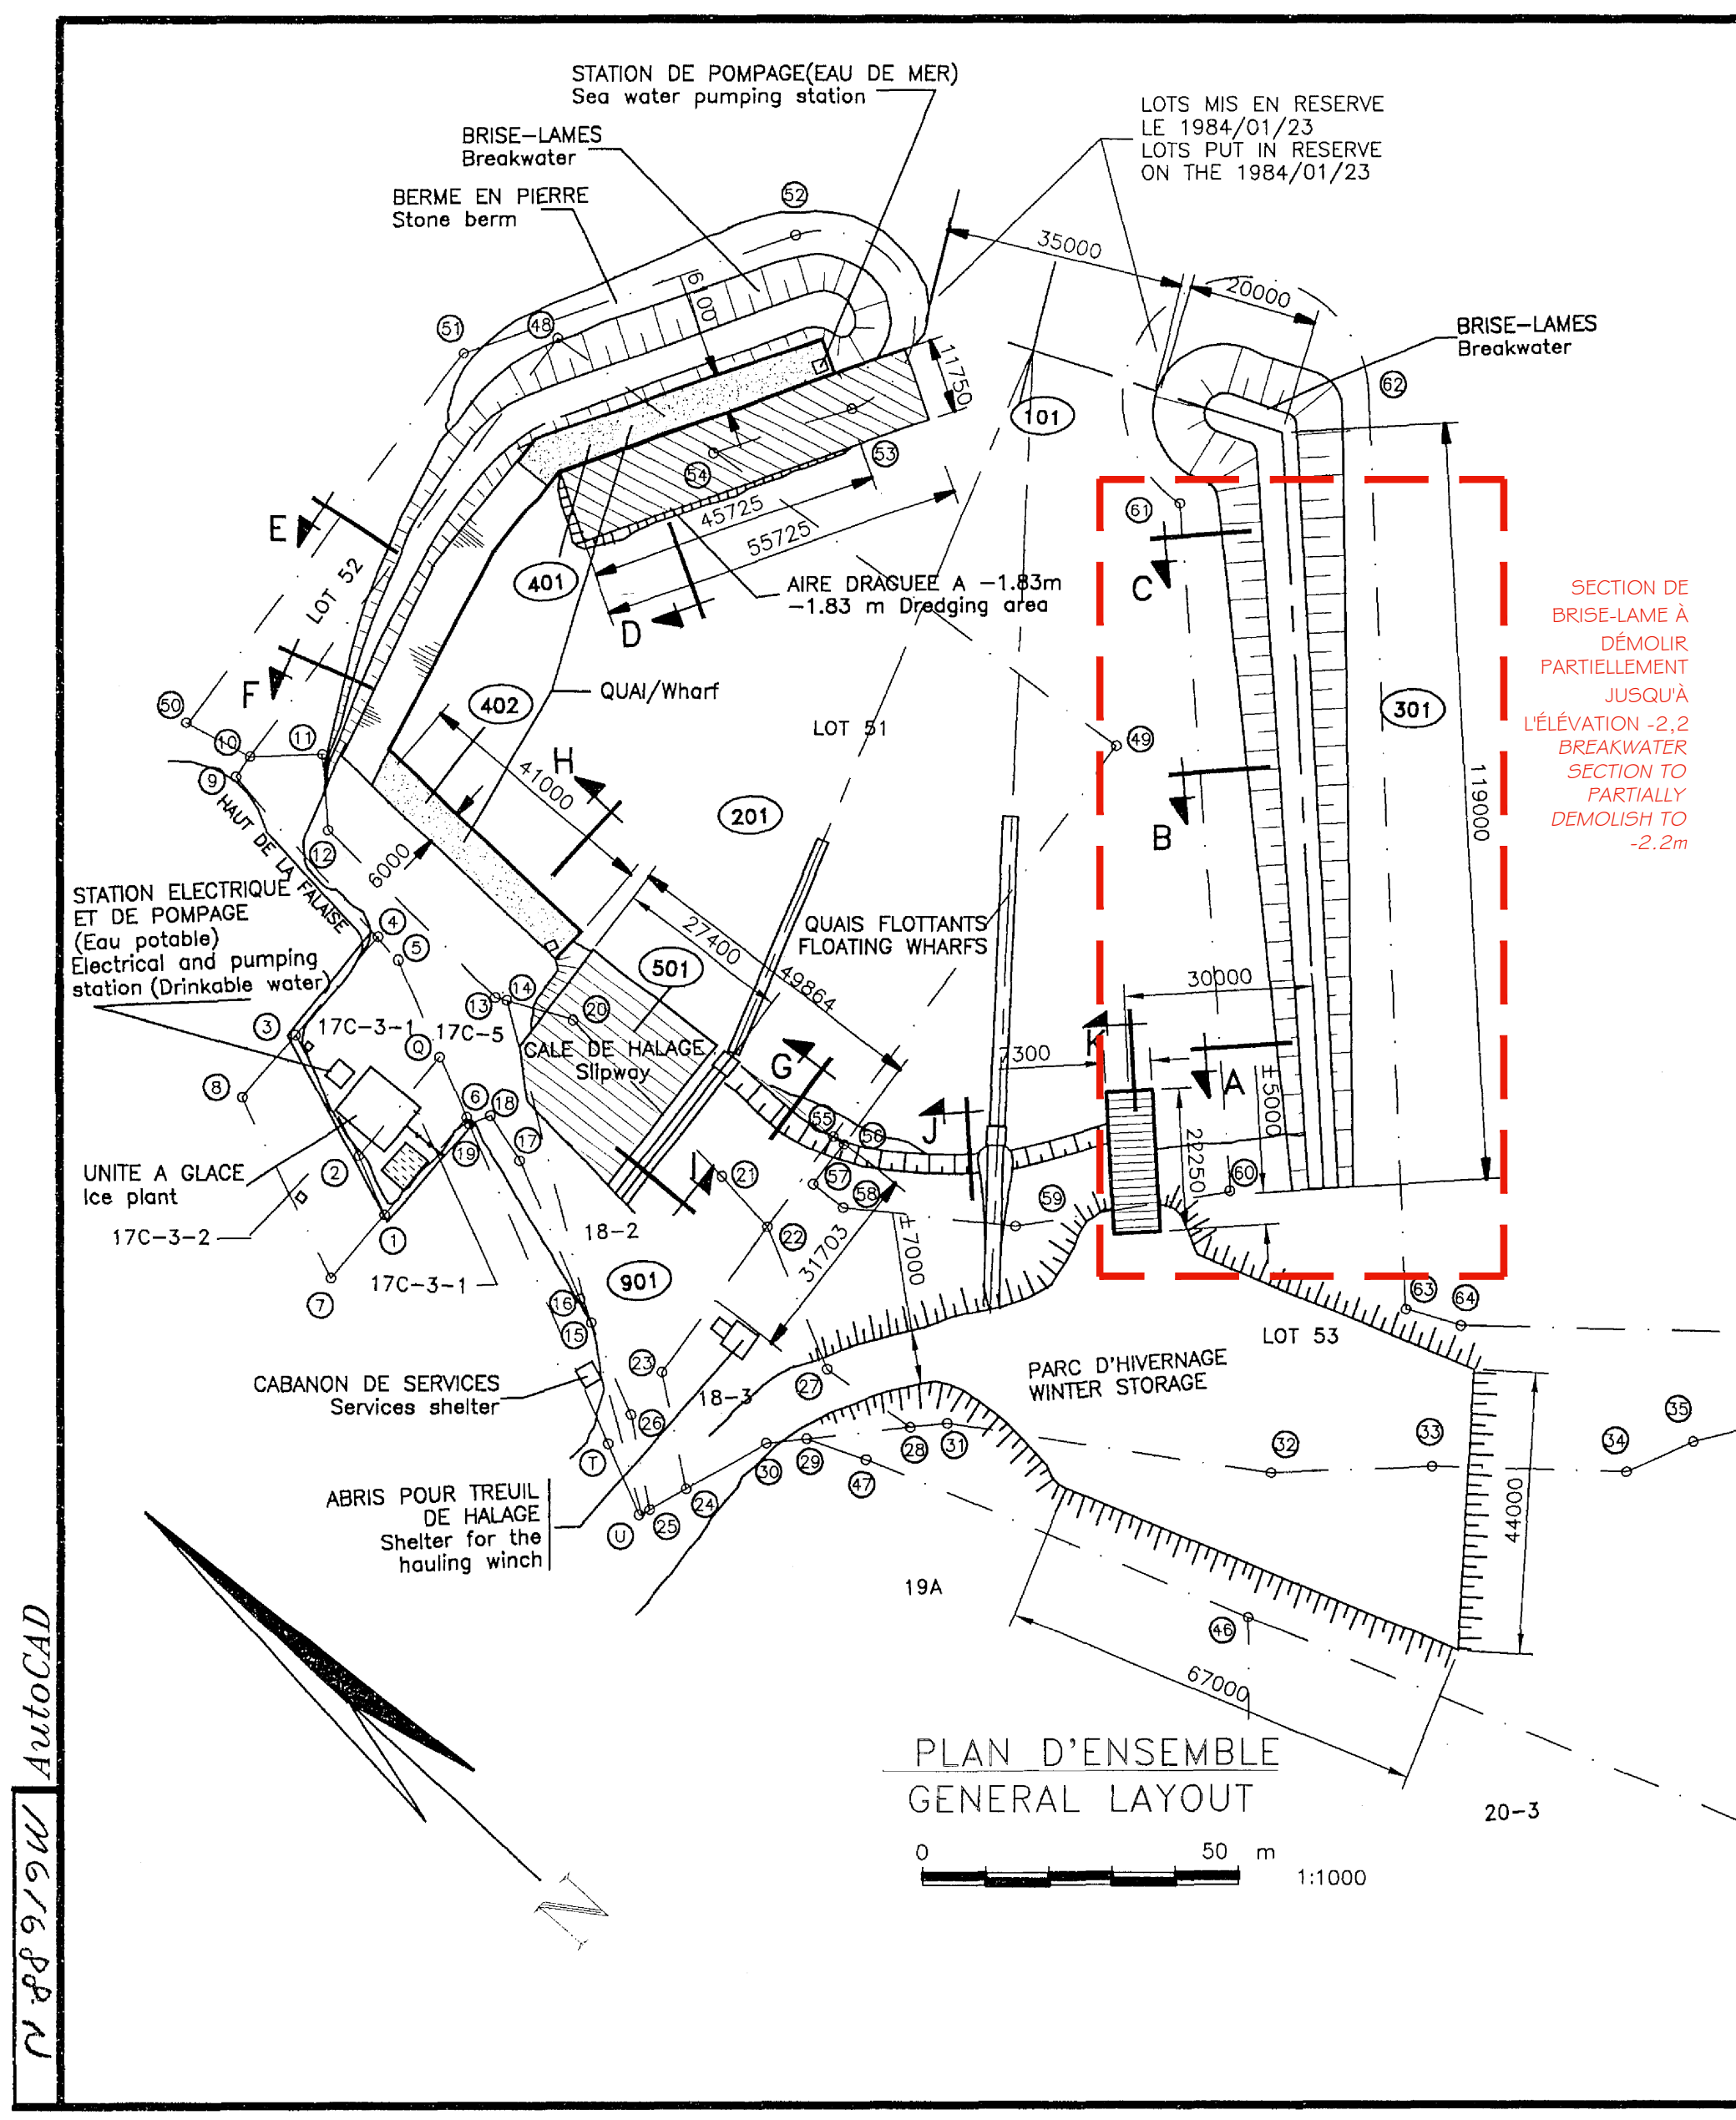 STATION DE POMPAGE(EAU DE MER)
Sea water pumping station
BRISE-LAMES
Breakwater
BERME EN PIERRE
Stone berm
LOTS MIS EN RESERVE
LE 1984/01/23
LOTS PUT IN RESERVE
ON THE 1984/01/23
52
35000
20000
BRISE-LAMES
Breakwater
51
48
6100
11750
62
101
53
54
45725
55725
61
E
LOT 52
401
AIRE DRAGUEE A -1.83m
-1.83 m Dredging area
D
C
SECTION DE
BRISE-LAME À
DÉMOLIR
PARTIELLEMENT
JUSQU'À
L'ÉLÉVATION -2,2
BREAKWATER
SECTION TO
PARTIALLY
DEMOLISH TO
-2.2m
F
402
QUAI/Wharf
301
50
10
11
9
LOT 51
49
H
41000
201
119000
B
HAUT DE LA FALAISE
12
6000
STATION ELECTRIQUE
ET DE POMPAGE
(Eau potable)
Electrical and pumping
station (Drinkable water)
4
5
27400
49864
QUAIS FLOTTANTS
FLOATING WHARFS
501
30000
13
14
20
3
17C-3-1
17C-5
Q
CALE DE HALAGE
Slipway
G
7300
K
A
±5000
8
6
18
55
56
J
22250
19
17
2
UNITE A GLACE
Ice plant
21
57
58
59
60
17C-3-2
1
18-2
22
±7000
31703
17C-3-1
901
7
16
15
63
64
LOT 53
23
CABANON DE SERVICES
Services shelter
18-3
27
PARC D'HIVERNAGE
WINTER STORAGE
26
T
30
29
28
31
47
32
33
34
35
ABRIS POUR TREUIL
DE HALAGE
Shelter for the
hauling winch
24
U
25
44000
19A
46
67000
PLAN D'ENSEMBLE
GENERAL LAYOUT
20-3
0 50 m
1:1000
N
AutoCAD